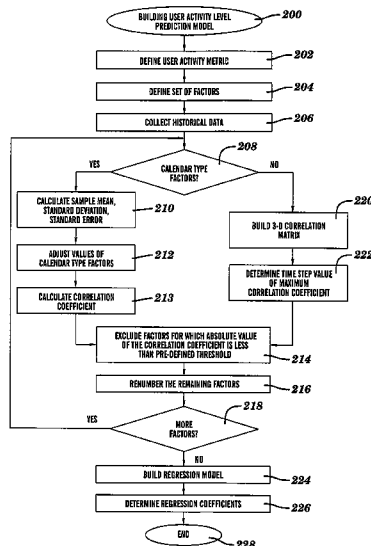 BUILDING USER ACTIVITY LEVEL
PREDICTION MODEL
200
DEFINE USER ACTIVITY METRIC
202
DEFINE SET OF FACTORS
204
COLLECT HISTORICAL DATA
206
CALENDAR TYPE
FACTORS?
208
YES
NO
CALCULATE SAMPLE MEAN,
STANDARD DEVIATION,
STANDARD ERROR
210
ADJUST VALUES OF
CALENDAR TYPE FACTORS
212
CALCULATE CORRELATION
COEFFICIENT
213
BUILD 3-D CORRELATION
MATRIX
220
DETERMINE TIME STEP VALUE
OF MAXIMUM
CORRELATION COEFFICIENT
222
EXCLUDE FACTORS FOR WHICH ABSOLUTE VALUE
OF THE CORRELATION COEFFICIENT IS LESS
THAN PRE-DEFINED THRESHOLD
214
RENUMBER THE REMAINING FACTORS
216
MORE
FACTORS?
218
YES
NO
BUILD REGRESSION MODEL
224
DETERMINE REGRESSION COEFFICIENTS
226
END
228